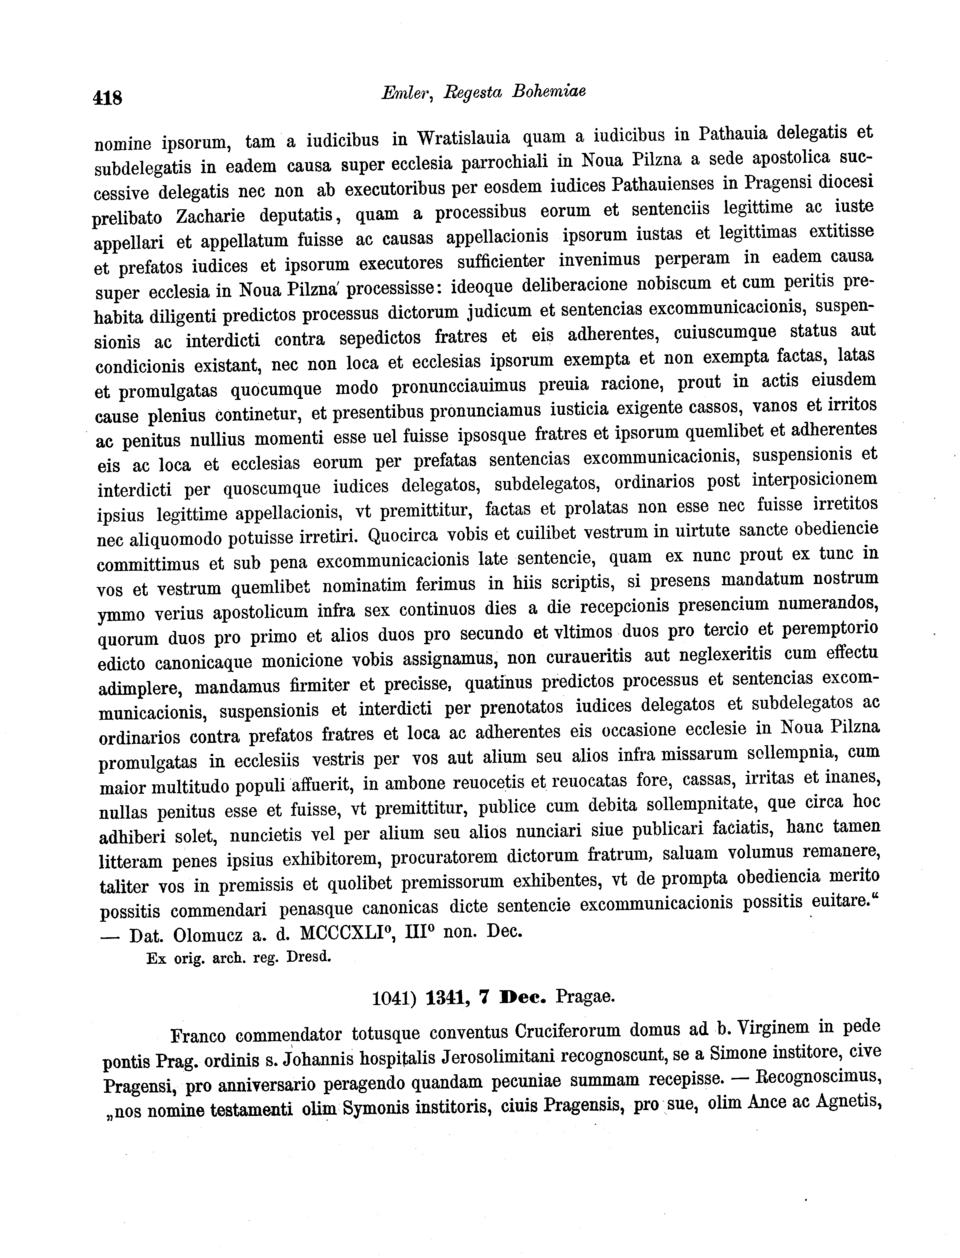 418
Emler, Regesta Bohemiae
nomine ipsorum, tam a iudicibus in Wratislauia quam a iudicibus in Pathauia delegatis et
subdelegatis in eadem causa super ecclesia parrochiali in Noua Pilzna a sede apostolica suc-
cessive delegatis nec non ab executoribus per eosdem iudices Pathauienses in Pragensi diocesi
prelibato Zacharie deputatis, quam a processibus eorum et sentenciis legittime ac iuste
appellari et appellatum fuisse ac causas appellacionis ipsorum iustas et legittimas extitisse
et prefatos iudices et ipsorum executores sufficienter invenimus perperam in eadem causa
super ecclesia in Noua Pilzna processisse: ideoque deliberacione nobiscum et cum peritis pre-
habita diligenti predictos processus dictorum judicum et sentencias excommunicacionis, suspen-
sionis ac interdicti contra sepedictos fratres et eis adherentes, cuiuscumque status aut
condicionis existant, nec non loca et ecclesias ipsorum exempta et non exempta factas, latas
et promulgatas quocumque modo pronuncciauimus preuia racione, prout in actis eiusdem
cause plenius continetur, et presentibus pronunciamus iusticia exigente cassos, vanos et irritos
ac penitus nullius momenti esse uel fuisse ipsosque fratres et ipsorum quemlibet et adherentes
eis ac loca et ecclesias eorum per prefatas sentencias excommunicacionis, suspensionis et
interdicti per quoscumque iudices delegatos, subdelegatos, ordinarios post interposicionem
ipsius legittime appellacionis, vt premittitur, factas et prolatas non esse nec fuisse irretitos
nec aliquomodo potuisse irretiri. Quocirca vobis et cuilibet vestrum in uirtute sancte obediencie
committimus et sub pena excommunicacionis late sentencie, quam ex nunc prout ex tunc in
vos et vestrum quemlibet nominatim ferimus in hiis scriptis, si presens mandatum nostrum
ymmo verius apostolicum infra sex continuos dies a die recepcionis presencium numerandos,
quorum duos pro primo et alios duos pro secundo et vltimos duos pro tercio et peremptorio
edicto canonicaque monicione vobis assignamus, non curaueritis aut neglexeritis cum effectu
adimplere, mandamus firmiter et precisse, quatinus predictos processus et sentencias excom-
municacionis, suspensionis et interdicti per prenotatos iudices delegatos et subdelegatos ac
ordinarios contra prefatos fratres et loca ac adherentes eis occasione ecclesie in Noua Pilzna
promulgatas in ecclesiis vestris per vos aut alium seu alios infra missarum sollempnia, cum
maior multitudo populi affuerit, in ambone reuocetis et reuocatas fore, cassas, irritas et inanes,
nullas penitus esse et fuisse, vt premittitur, publice cum debita sollempnitate, que circa hoc
adhiberi solet, nuncietis vel per alium seu alios nunciari siue publicari faciatis, hanc tamen
litteram penes ipsius exhibitorem, procuratorem dictorum fratrum, saluam volumus remanere,
taliter vos in premissis et quolibet premissorum exhibentes, vt de prompta obediencia merito
possitis commendari penasque canonicas dicte sentencie excommunicacionis possitis euitare.“
— Dat. Olomucz a. d. MCCCXLI⁰, III⁰ non. Dec.
Ex orig. arch. reg. Dresd.
1041) 1341, 7 Dec. Pragae.
Franco commendator totusque conventus Cruciferorum domus ad b. Virginem in pede
pontis Prag. ordinis s. Johannis hospitalis Jerosolimitani recognoscunt, se a Simone institore, cive
Pragensi, pro anniversario peragendo quandam pecuniae summam recepisse. — Recognoscimus,
„nos nomine testamenti olim Symonis institoris, ciuis Pragensis, pro sue, olim Ance ac Agnetis,